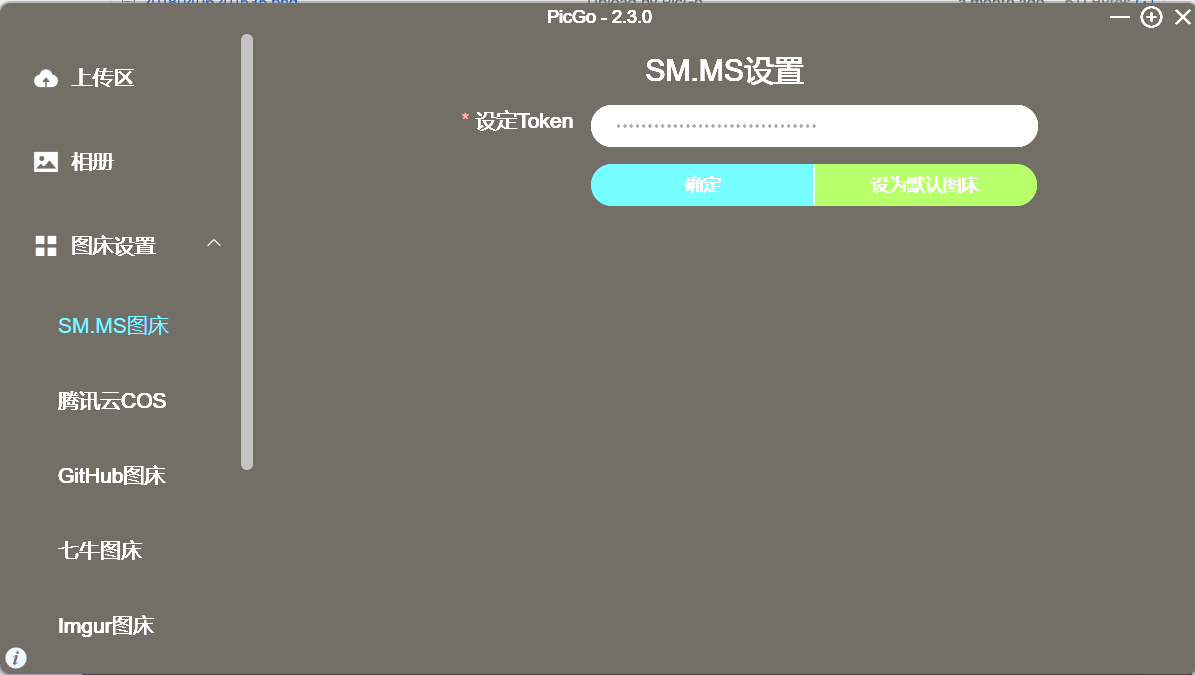 PicGo - 2.3.0
上传区
相册
图床设置
SM.MS图床
腾讯云COS
GitHub图床
七牛图床
Imgur图床
SM.MS设置
* 设定Token
确定
设为默认图床